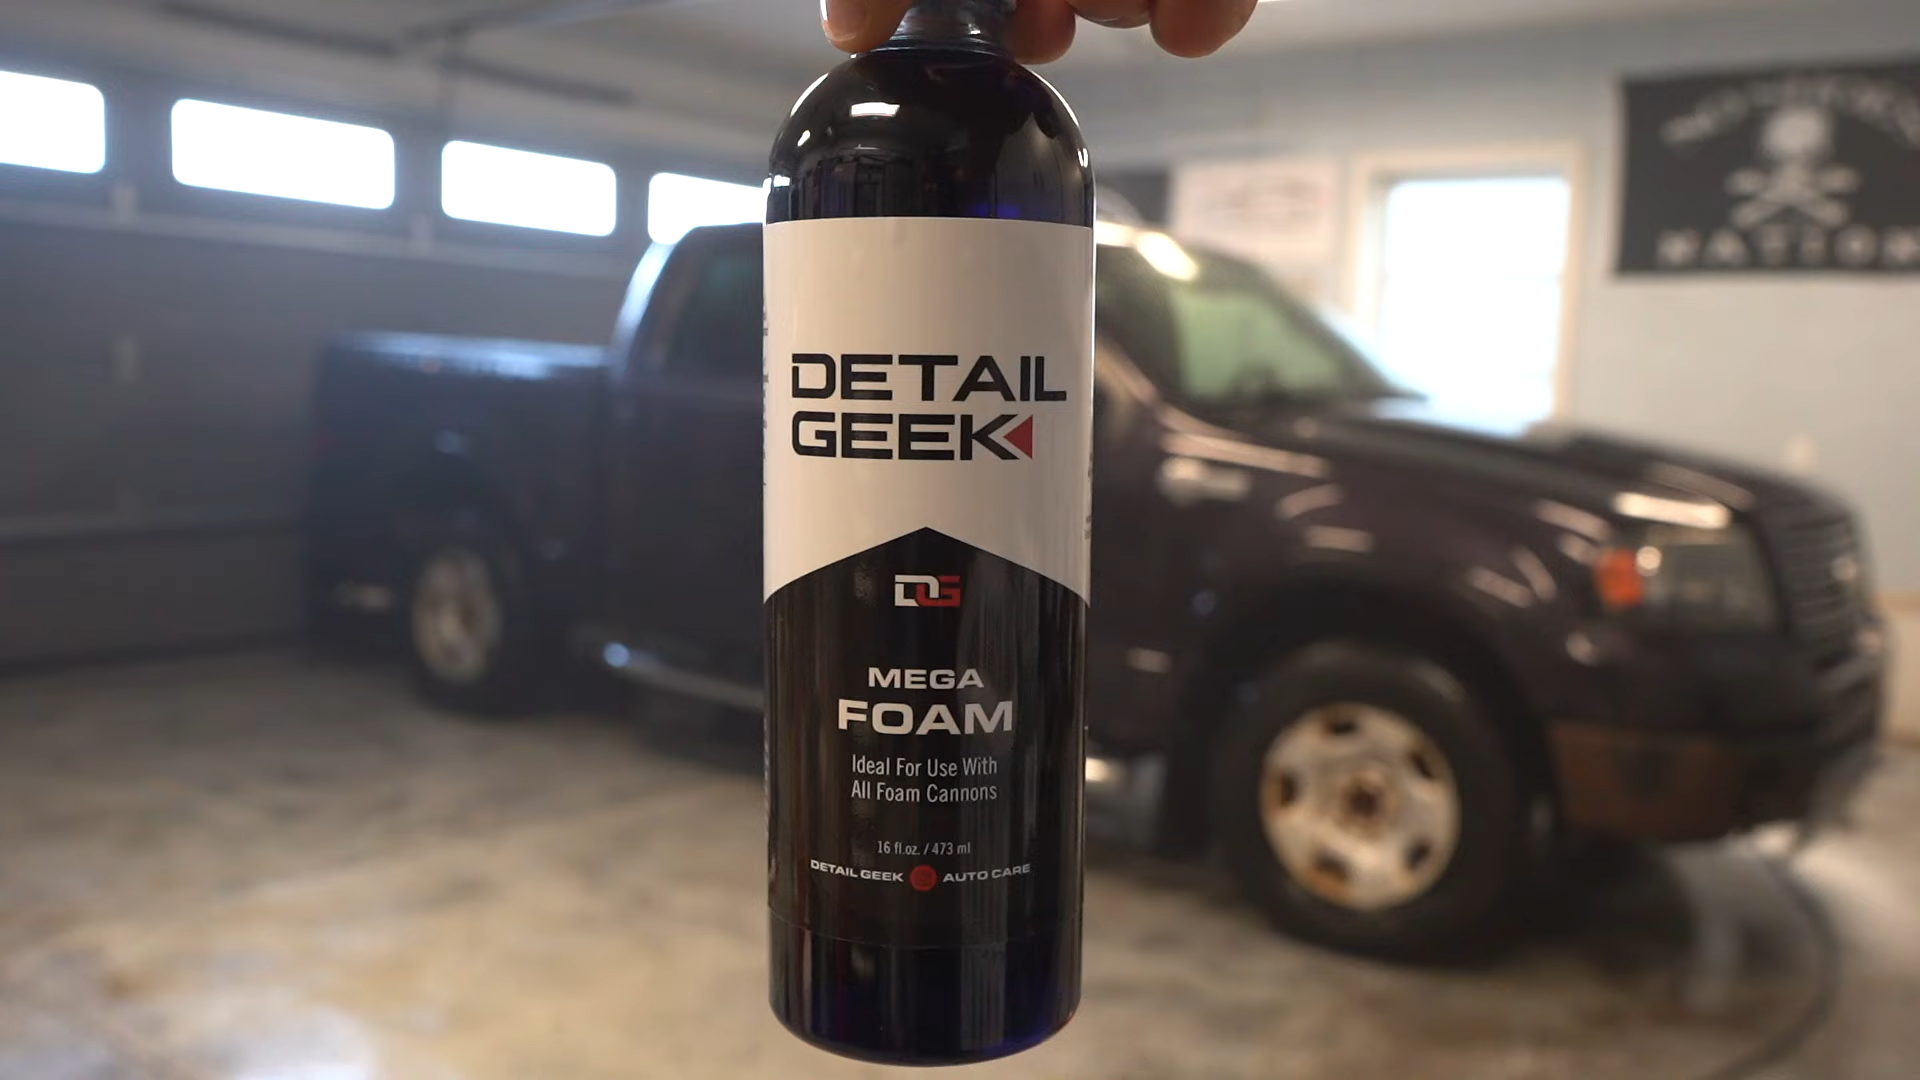 DETAIL
GEEK
DG
MEGA
FOAM
Ideal For Use With
All Foam Cannons
16 fl.oz. / 473 ml
DETAIL GEEK AUTO CARE
NATION